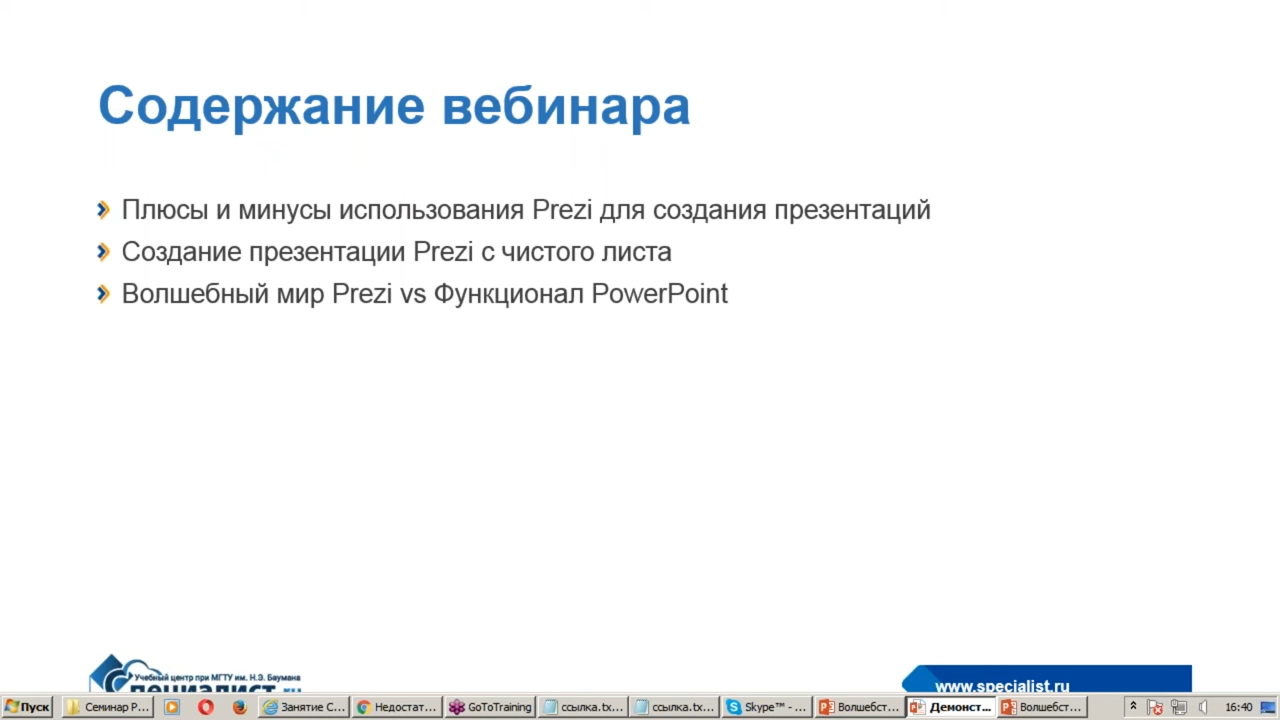 Содержание вебинара
Плюсы и минусы использования Prezi для создания презентаций
Создание презентации Prezi с чистого листа
Волшебный мир Prezi vs Функционал PowerPoint
Учебный центр при МГТУ им. Н.Э. Баумана
Специалист.ru
www.specialist.ru
Пуск Семинар P... Занятие С... Недостат... GoToTraining ссылка.tx... ссылка.tx... Skype™ - ... Волшебст... Демонст... Волшебст... 16:40